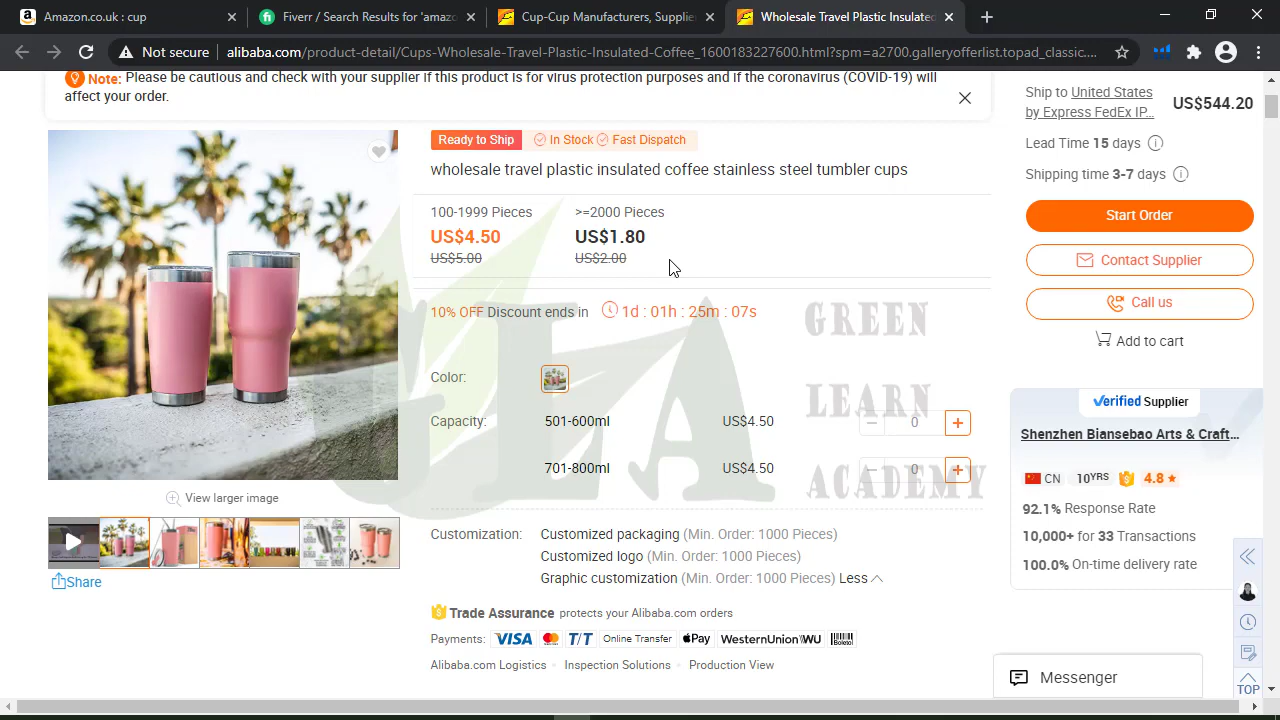 Amazon.co.uk : cup
Fiverr / Search Results for 'amazo
Cup-Cup Manufacturers, Supplie
Wholesale Travel Plastic Insulated
Not secure
alibaba.com/product-detail/Cups-Wholesale-Travel-Plastic-Insulated-Coffee_1600183227600.html?spm=a2700.galleryofferlist.topad_classic....
Note: Please be cautious and check with your supplier if this product is for virus protection purposes and if the coronavirus (COVID-19) will
affect your order.
Ready to Ship In Stock Fast Dispatch
wholesale travel plastic insulated coffee stainless steel tumbler cups
100-1999 Pieces >=2000 Pieces
US$4.50 US$1.80
US$5.00 US$2.00
10% OFF Discount ends in 1d : 01h : 25m : 07s
Color:
Capacity: 501-600ml US$4.50 0
701-800ml US$4.50 0
Customization: Customized packaging (Min. Order: 1000 Pieces)
Customized logo (Min. Order: 1000 Pieces)
Graphic customization (Min. Order: 1000 Pieces) Less
Trade Assurance protects your Alibaba.com orders
Payments: VISA T/T Online Transfer Pay WesternUnion WU Boleto
Alibaba.com Logistics Inspection Solutions Production View
View larger image
Share
Ship to United States
by Express FedEx IP...
US$544.20
Lead Time 15 days
Shipping time 3-7 days
Start Order
Contact Supplier
Call us
Add to cart
Verified Supplier
Shenzhen Biansebao Arts & Craft...
CN 10YRS 4.8
92.1% Response Rate
10,000+ for 33 Transactions
100.0% On-time delivery rate
Messenger
TOP
GLA
GREEN
LEARN
ACADEMY